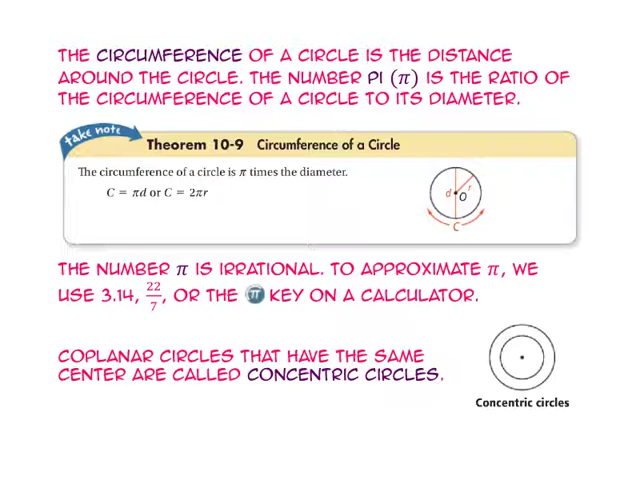 THE CIRCUMFERENCE OF A CIRCLE IS THE DISTANCE
AROUND THE CIRCLE. THE NUMBER PI (π) IS THE RATIO OF
THE CIRCUMFERENCE OF A CIRCLE TO ITS DIAMETER.
take note
Theorem 10-9 Circumference of a Circle
The circumference of a circle is π times the diameter.
C = πd or C = 2πr
d r O
C
THE NUMBER π IS IRRATIONAL. TO APPROXIMATE π, WE
USE 3.14, 22/7, OR THE π KEY ON A CALCULATOR.
COPLANAR CIRCLES THAT HAVE THE SAME
CENTER ARE CALLED CONCENTRIC CIRCLES.
Concentric circles